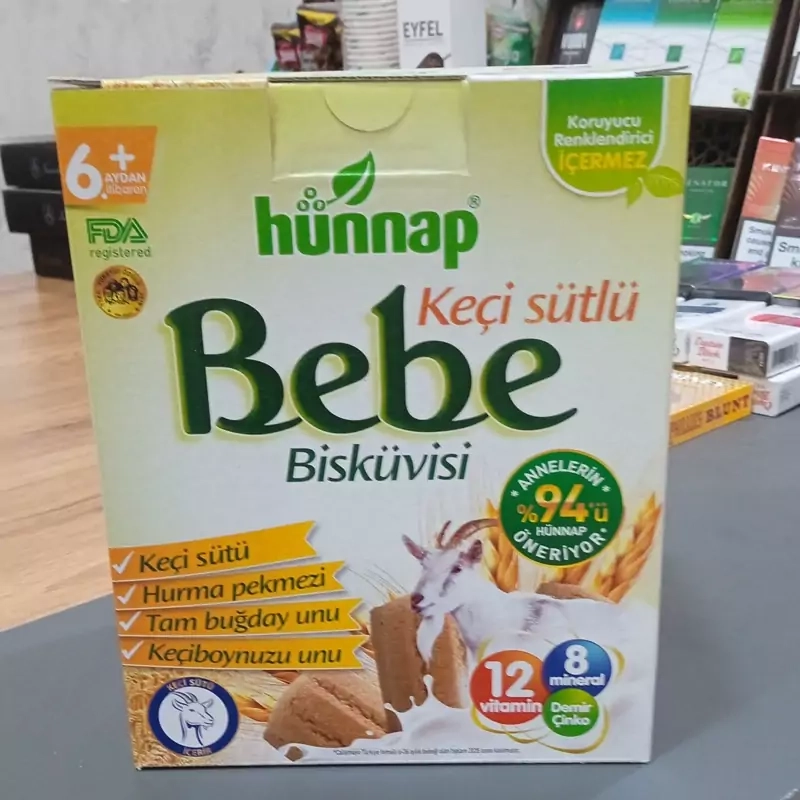 EYFEL
6.+
AYDAN
itibaren
Koruyucu
Renklendirici
İÇERMEZ
FDA
registered
hünnap®
Keçi sütlü
Bebe
Bisküvisi
ANNELERİN
%94'ü
HÜNNAP
ÖNERİYOR
Keçi sütü
Hurma pekmezi
Tam buğday unu
Keçiboynuzu unu
12
vitamin
8
mineral
Demir
Çinko
KEÇİ SÜTÜ
İÇERİR
BLUNT